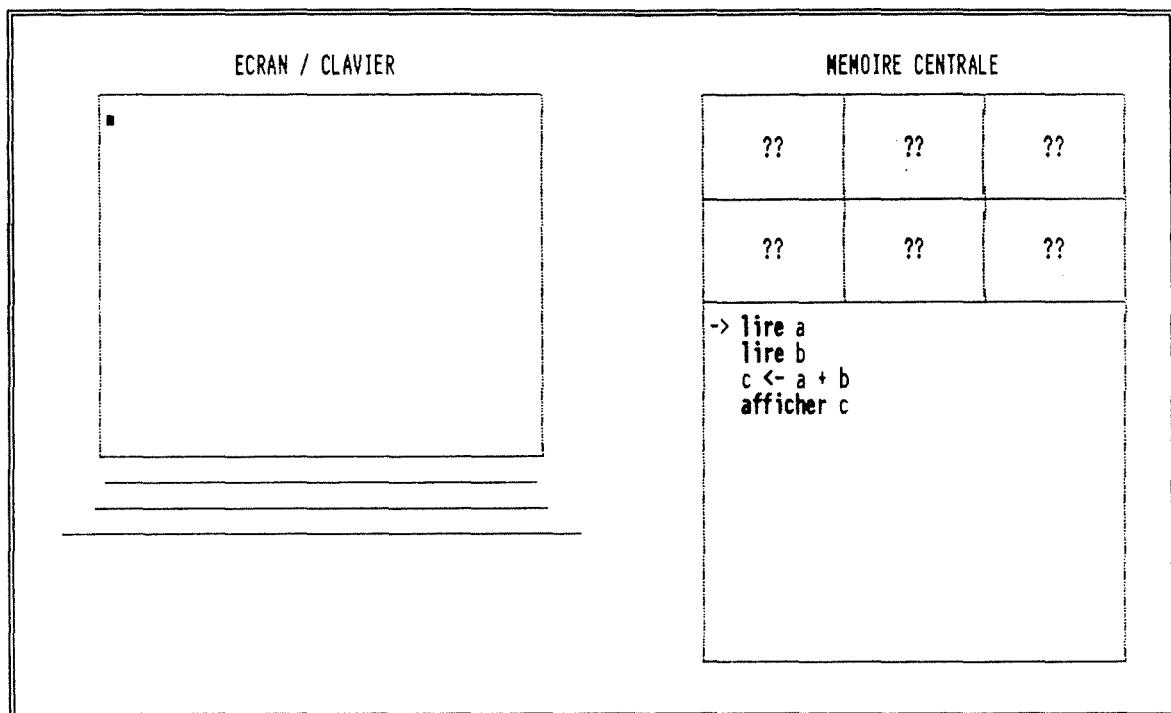 ECRAN / CLAVIER
MEMOIRE CENTRALE
?? ?? ??
?? ?? ??
-> lire a
lire b
c <- a + b
afficher c